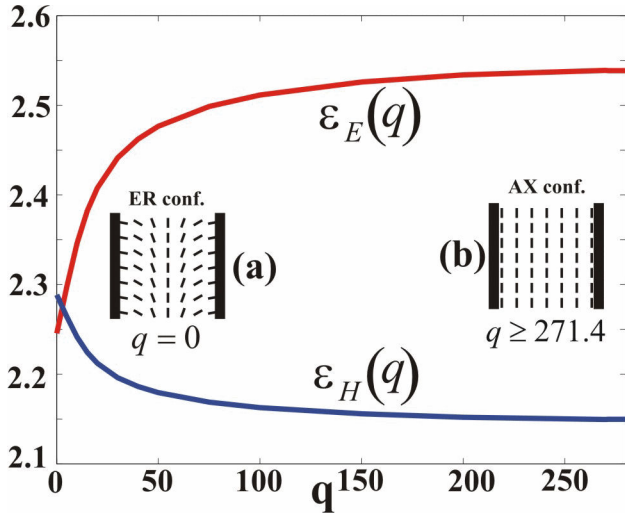 2.6
2.5
2.4
2.3
2.2
2.1
ε_E(q)
ER conf.
(a)
q = 0
AX conf.
(b)
q ≥ 271.4
ε_H(q)
0 50 100 150 200 250
q